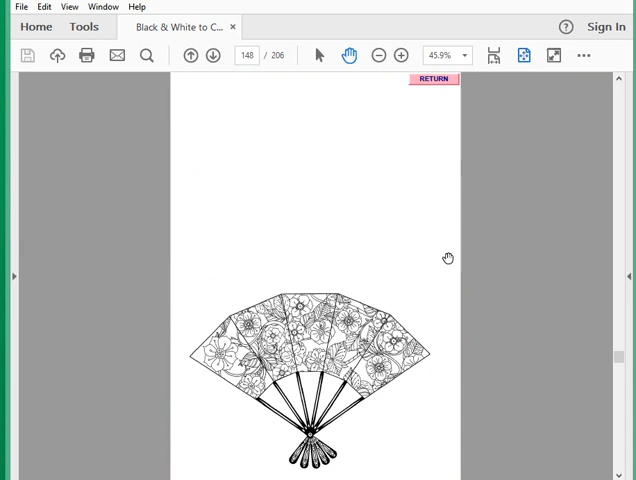 File Edit View Window Help
Home Tools Black & White to C... × Sign In
148 / 206 45.9%
RETURN